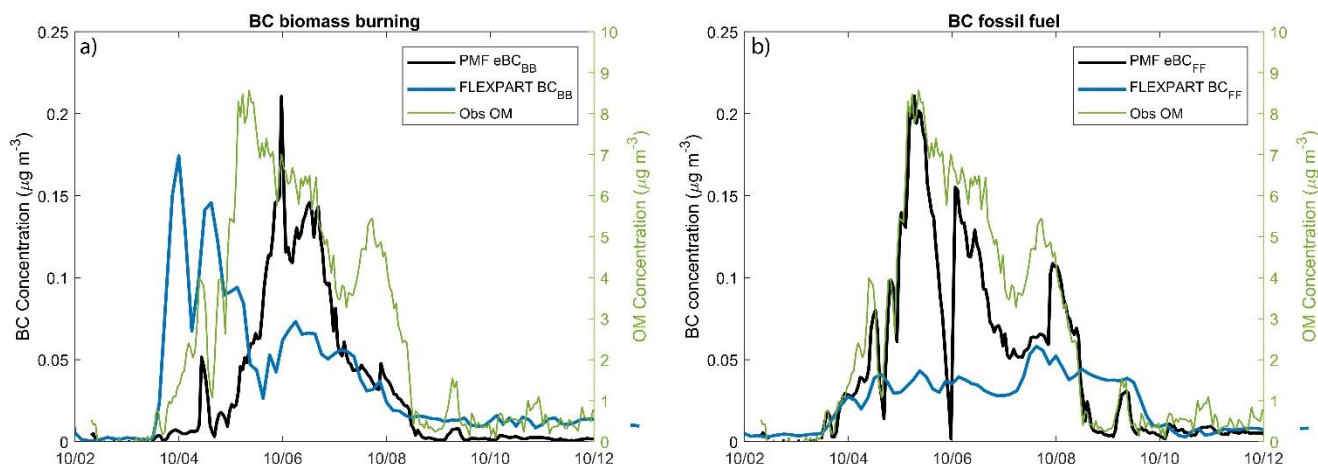 BC biomass burning
a)
PMF eBC_BB
FLEXPART BC_BB
Obs OM
BC Concentration (μg m⁻³)
0.25
0.2
0.15
0.1
0.05
0
10
9
8
7
6
5
4
3
2
1
0
OM Concentration (μg m⁻³)
10/02 10/04 10/06 10/08 10/10 10/12
BC fossil fuel
b)
PMF eBC_FF
FLEXPART BC_FF
Obs OM
BC concentration (μg m⁻³)
0.25
0.2
0.15
0.1
0.05
0
10
9
8
7
6
5
4
3
2
1
0
OM Concentration (μg m⁻³)
10/02 10/04 10/06 10/08 10/10 10/12